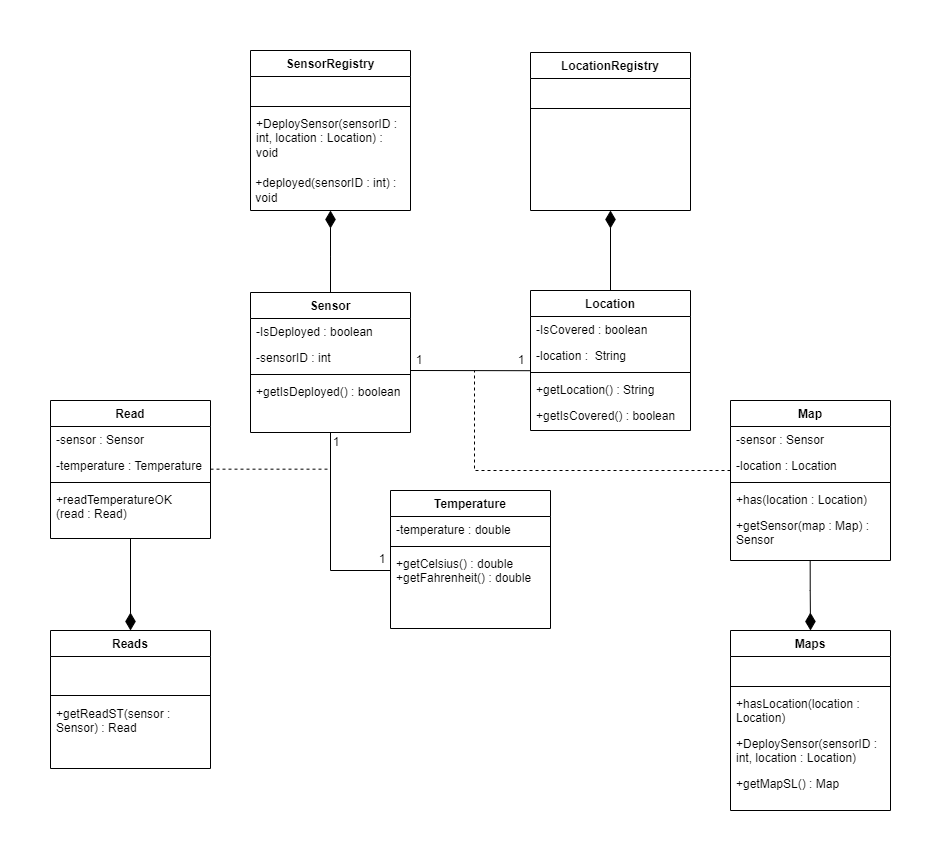 SensorRegistry
+DeploySensor(sensorID :
int, location : Location) :
void
+deployed(sensorID : int) :
void
LocationRegistry
Sensor
-IsDeployed : boolean
-sensorID : int
+getIsDeployed() : boolean
1
1
Location
-IsCovered : boolean
-location :  String
+getLocation() : String
+getIsCovered() : boolean
Read
-sensor : Sensor
-temperature : Temperature
+readTemperatureOK
(read : Read)
1
1
Temperature
-temperature : double
+getCelsius() : double
+getFahrenheit() : double
Map
-sensor : Sensor
-location : Location
+has(location : Location)
+getSensor(map : Map) :
Sensor
Reads
+getReadST(sensor :
Sensor) : Read
Maps
+hasLocation(location :
Location)
+DeploySensor(sensorID :
int, location : Location)
+getMapSL() : Map